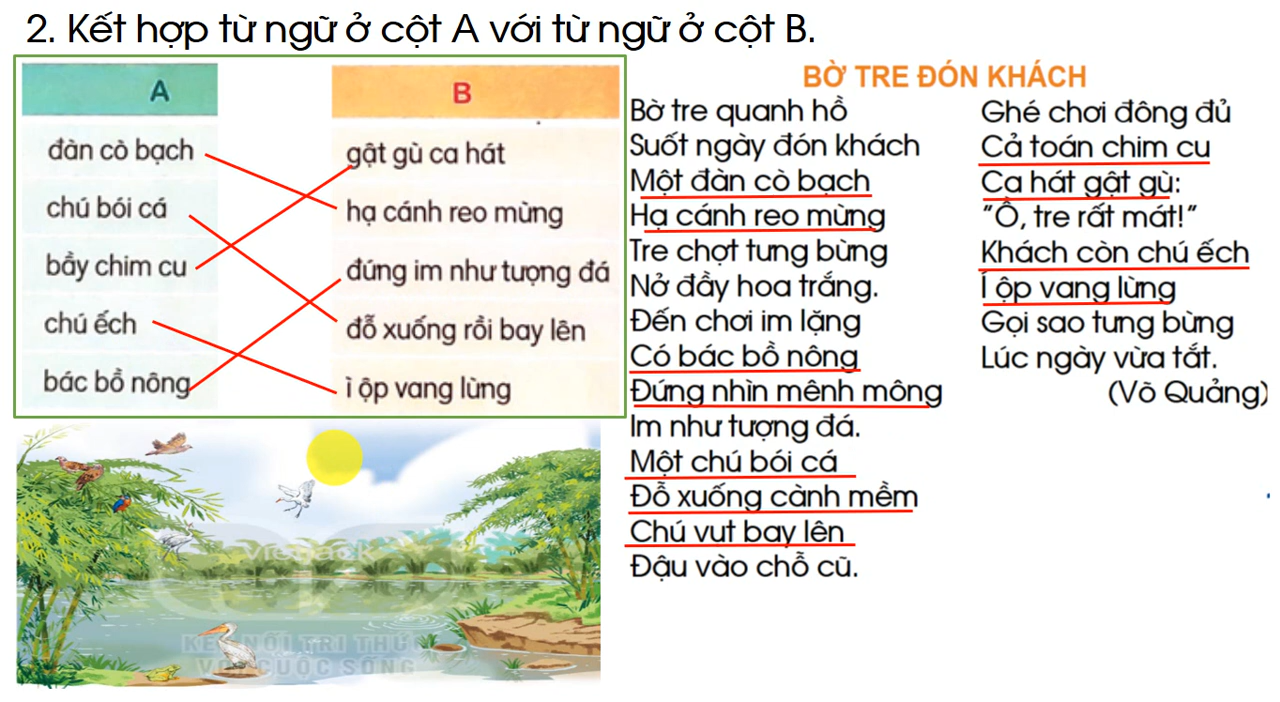 2. Kết hợp từ ngữ ở cột A với từ ngữ ở cột B.
A
B
đàn cò bạch
gật gù ca hát
chú bói cá
hạ cánh reo mừng
bầy chim cu
đứng im như tượng đá
chú ếch
đỗ xuống rồi bay lên
bác bồ nông
ì ộp vang lừng
BỜ TRE ĐÓN KHÁCH
Bờ tre quanh hồ
Suốt ngày đón khách
Một đàn cò bạch
Hạ cánh reo mừng
Tre chợt tưng bừng
Nở đầy hoa trắng.
Đến chơi im lặng
Có bác bồ nông
Đứng nhìn mênh mông
Im như tượng đá.
Một chú bói cá
Đỗ xuống cành mềm
Chú vụt bay lên
Đậu vào chỗ cũ.
Ghé chơi đông đủ
Cả toán chim cu
Ca hát gật gù:
"Ồ, tre rất mát!"
Khách còn chú ếch
Ì ộp vang lừng
Gọi sao tưng bừng
Lúc ngày vừa tắt.
(Võ Quảng)
KẾT NỐI TRI THỨC
VỚI CUỘC SỐNG